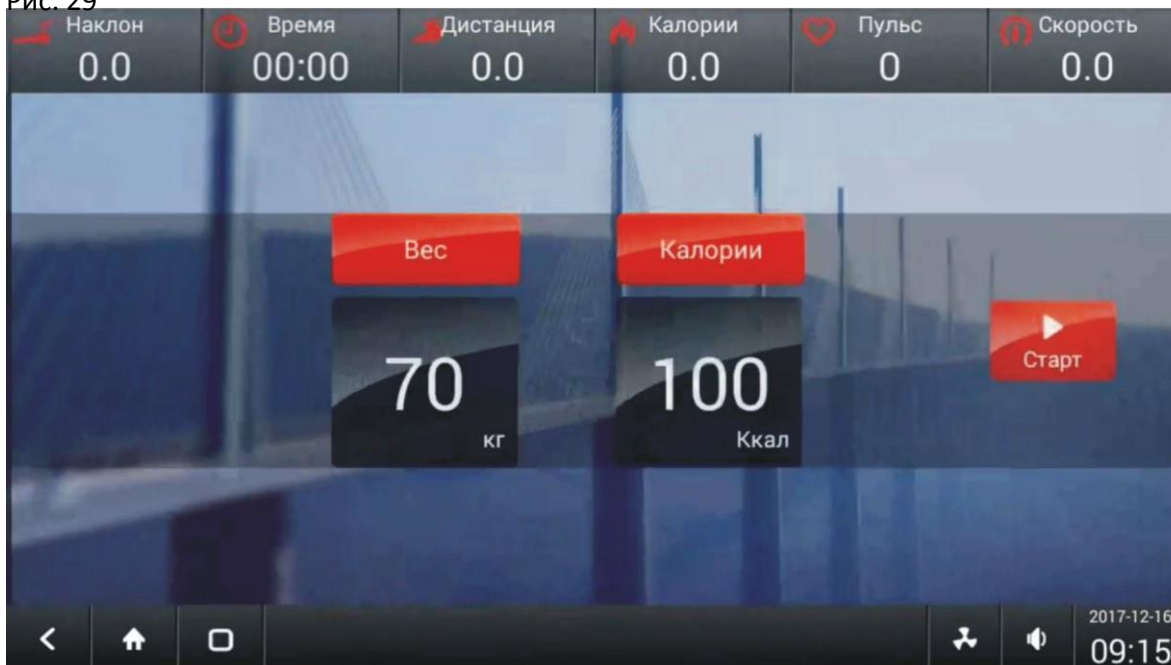 Рис. 29
Наклон Время Дистанция Калории Пульс Скорость
0.0 00:00 0.0 0.0 0 0.0
Вес Калории
70 100
кг Ккал
Старт
2017-12-16
09:15